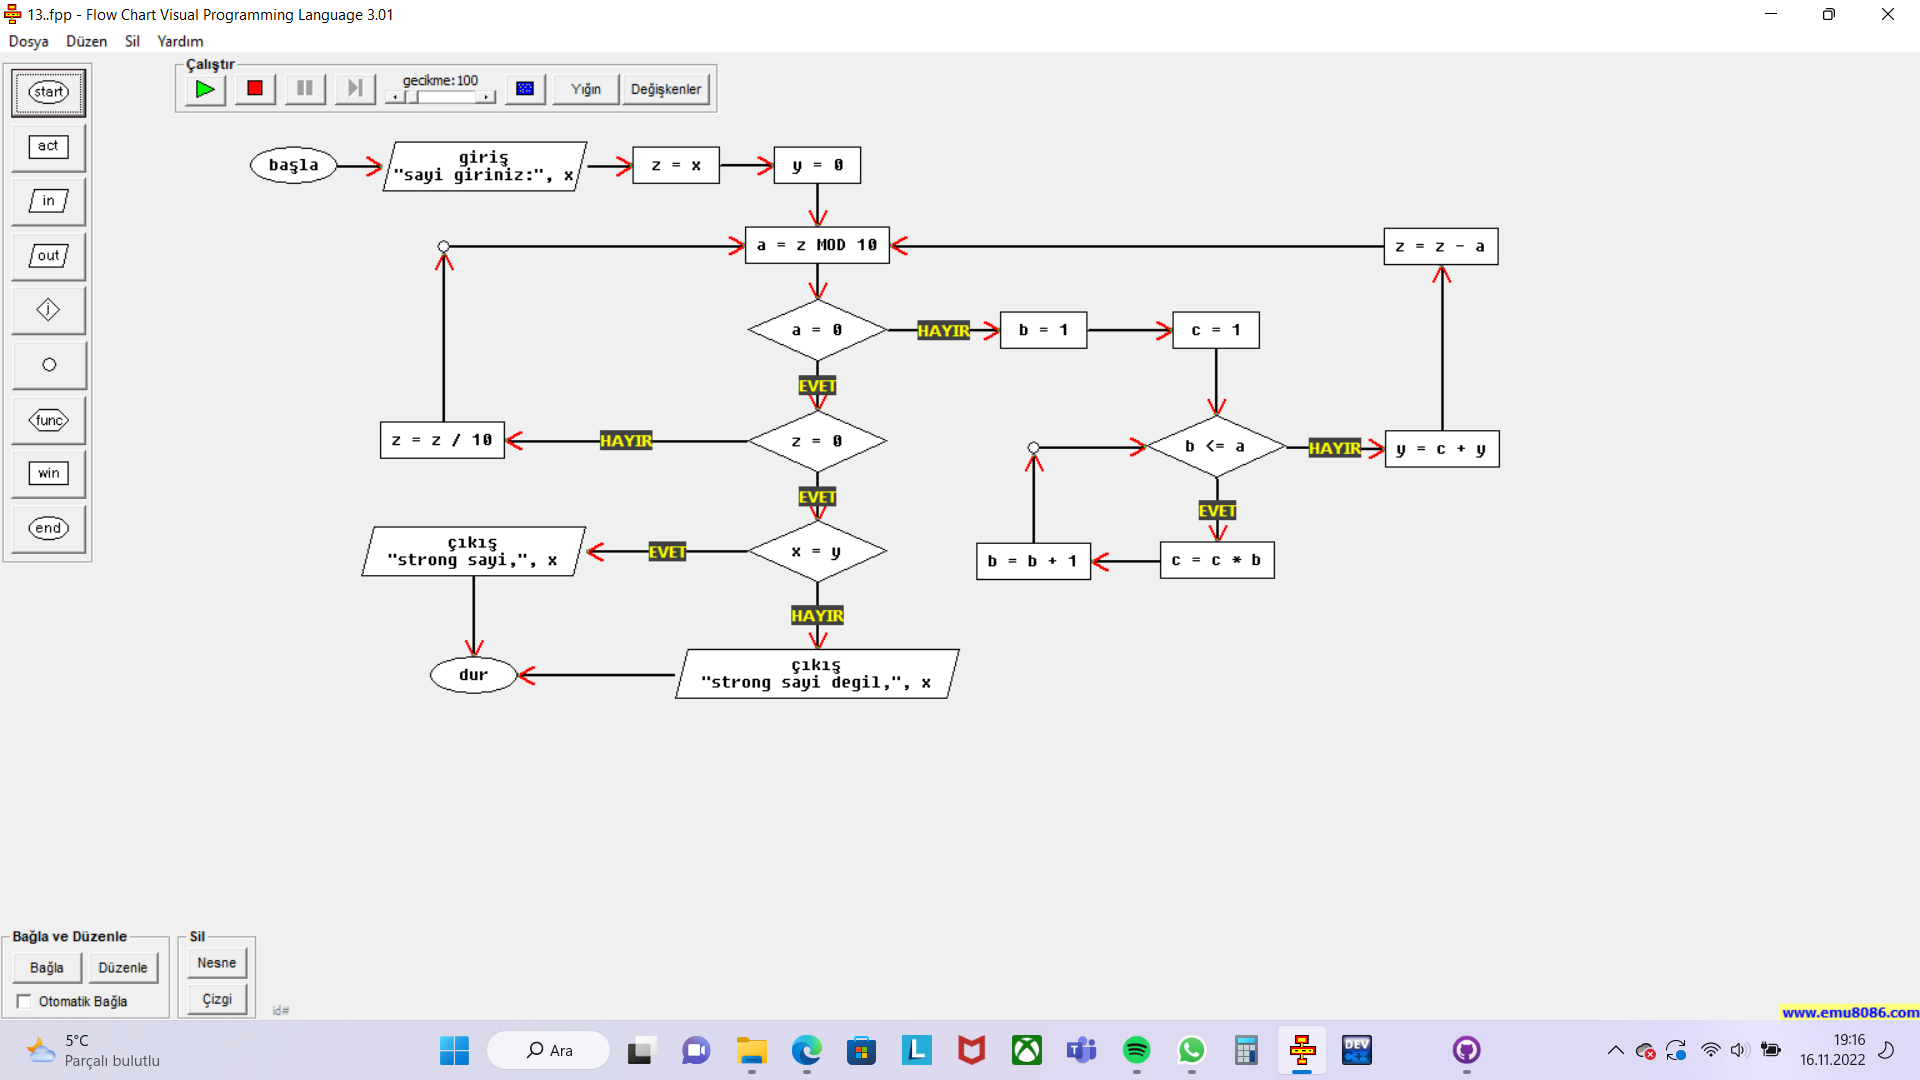 13..fpp - Flow Chart Visual Programming Language 3.01
Dosya Düzen Sil Yardım
Çalıştır
gecikme:100
Yığın
Değişkenler
start
act
in
out
j
func
win
end
başla
giriş
"sayi giriniz:", x
z = x
y = 0
a = z MOD 10
z = z - a
a = 0
HAYIR
b = 1
c = 1
EVET
z = z / 10
HAYIR
z = 0
b <= a
HAYIR
y = c + y
EVET
EVET
çıkış
"strong sayi,", x
EVET
x = y
b = b + 1
c = c * b
HAYIR
dur
çıkış
"strong sayi degil,", x
Bağla ve Düzenle
Bağla
Düzenle
Otomatik Bağla
Sil
Nesne
Çizgi
id#
www.emu8086.com
5°C
Parçalı bulutlu
Ara
L
DEV
C++
19:16
16.11.2022